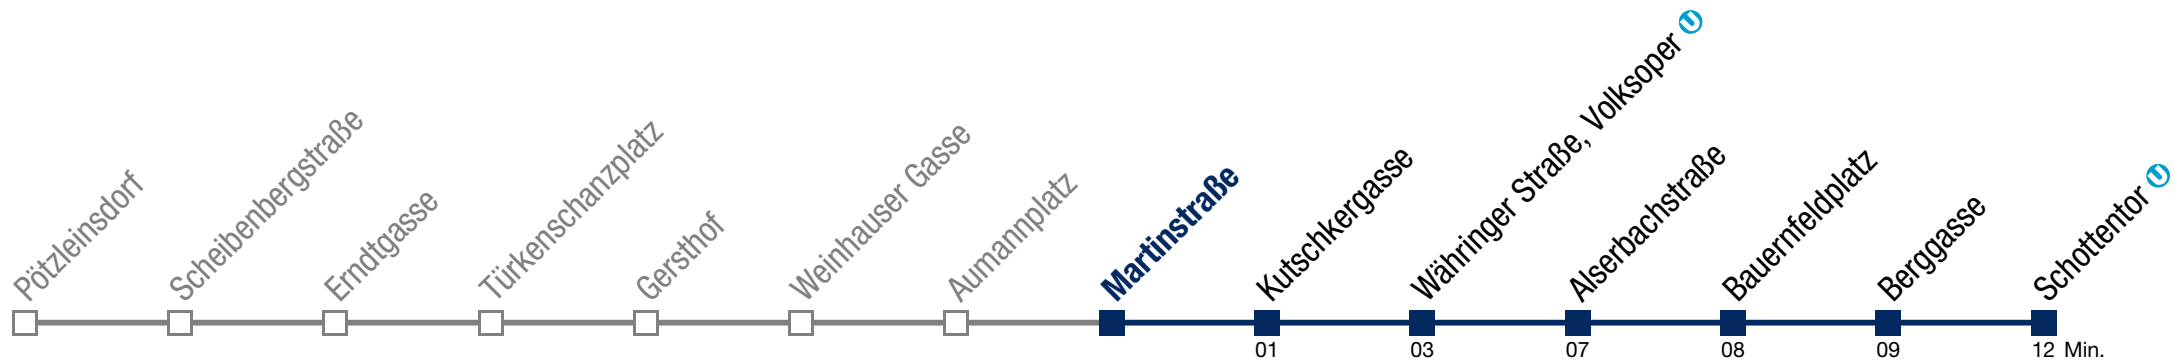 Pötzleinsdorf
Scheibenbergstraße
Erndtgasse
Türkenschanzplatz
Gersthof
Weinhauser Gasse
Aumannplatz
Martinstraße
Kutschkergasse
Währinger Straße, Volksoper U
Alserbachstraße
Bauernfeldplatz
Berggasse
Schottentor U
01 03 07 08 09 12 Min.